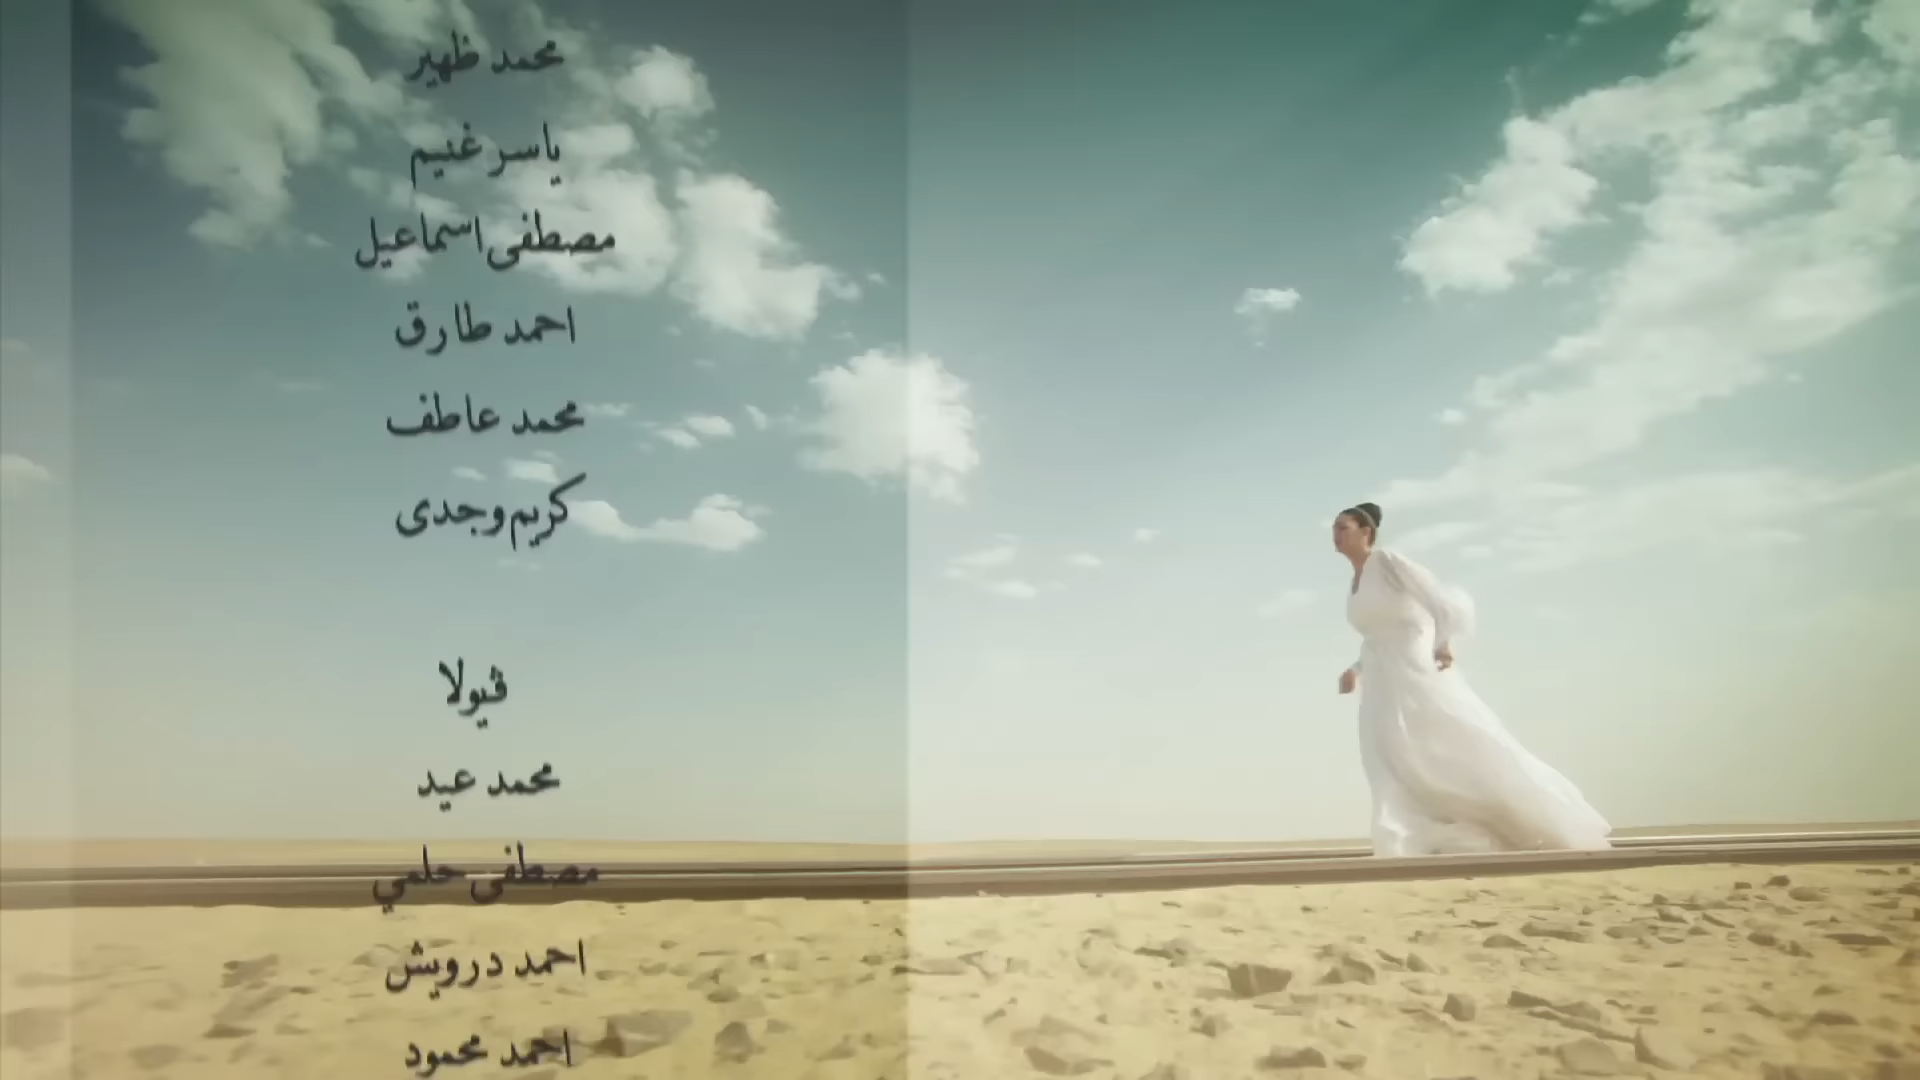 محمد ظهير
ياسر غنيم
مصطفى اسماعيل
احمد طارق
محمد عاطف
كريم وجدى
ڤيولا
محمد عيد
مصطفى حلمي
احمد درويش
احمد محمود